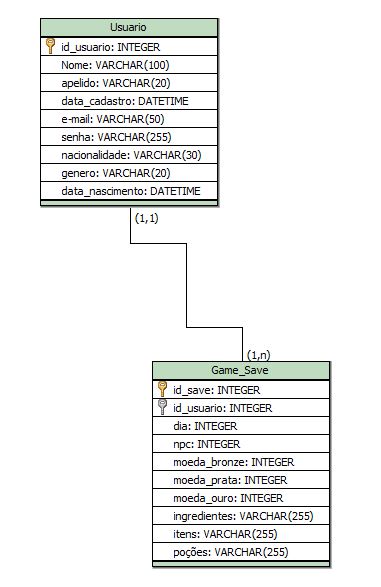 Usuario
id_usuario: INTEGER
Nome: VARCHAR(100)
apelido: VARCHAR(20)
data_cadastro: DATETIME
e-mail: VARCHAR(50)
senha: VARCHAR(255)
nacionalidade: VARCHAR(30)
genero: VARCHAR(20)
data_nascimento: DATETIME
(1,1)
(1,n)
Game_Save
id_save: INTEGER
id_usuario: INTEGER
dia: INTEGER
npc: INTEGER
moeda_bronze: INTEGER
moeda_prata: INTEGER
moeda_ouro: INTEGER
ingredientes: VARCHAR(255)
itens: VARCHAR(255)
poções: VARCHAR(255)